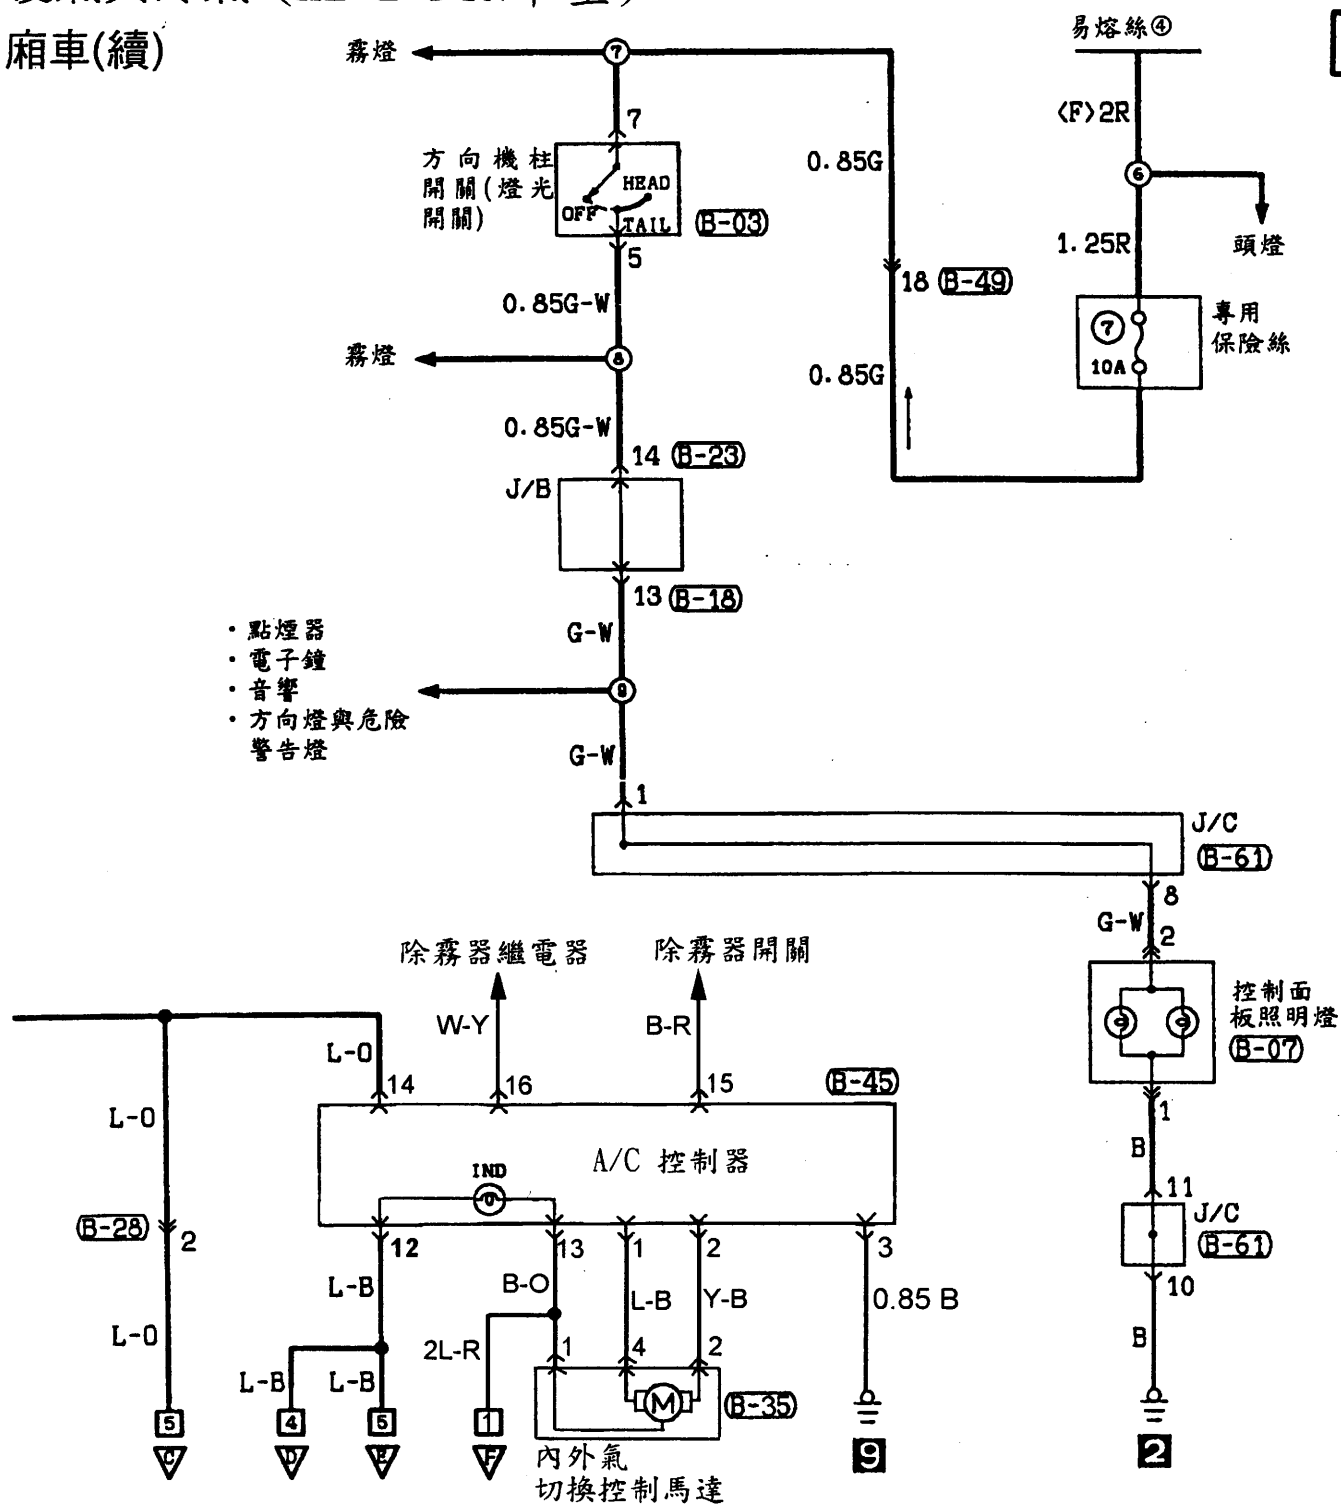 廂車(續)
霧燈
7
易熔絲④
<F>2R
7
方向機柱
開關(燈光
開關)
HEAD
OFF
TAIL
B-03
5
0.85G
6
頭燈
1.25R
18
B-49
0.85G-W
7
10A
專用
保險絲
霧燈
8
0.85G
0.85G-W
14
B-23
J/B
13
B-18
G-W
・點煙器
・電子鐘
・音響
・方向燈與危險
警告燈
9
G-W
1
J/C
B-61
8
G-W
2
控制面
板照明燈
B-07
1
B
11
J/C
B-61
10
B
2
除霧器繼電器
除霧器開關
W-Y
B-R
L-O
14
16
15
B-45
A/C 控制器
IND
L-O
B-28
2
L-O
12
13
1
2
3
L-B
B-O
L-B
Y-B
0.85 B
2L-R
1
4
2
L-B
L-B
M
B-35
5
4
5
1
C
D
E
F
9
內外氣
切換控制馬達